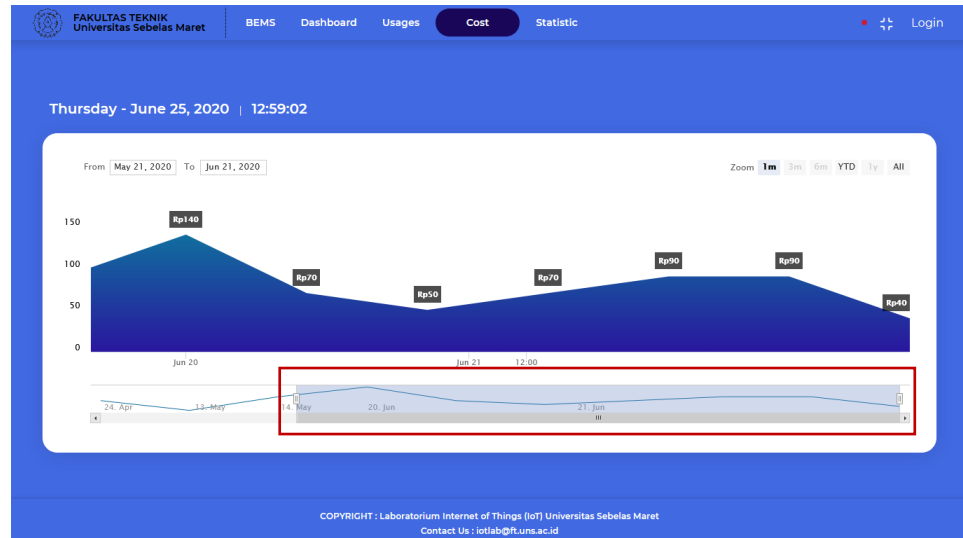 FAKULTAS TEKNIK
Universitas Sebelas Maret
BEMS Dashboard Usages Cost Statistic Login
Thursday - June 25, 2020 | 12:59:02
From May 21, 2020 To Jun 21, 2020
Zoom 1m 3m 6m YTD 1y All
150
100
50
0
Rp140
Rp70
Rp50
Rp70
Rp90
Rp90
Rp40
Jun 20 Jun 21 12:00
24. Apr 13. May 14. May 20. Jun 21. Jun
COPYRIGHT : Laboratorium Internet of Things (IoT) Universitas Sebelas Maret
Contact Us : iotlab@ft.uns.ac.id